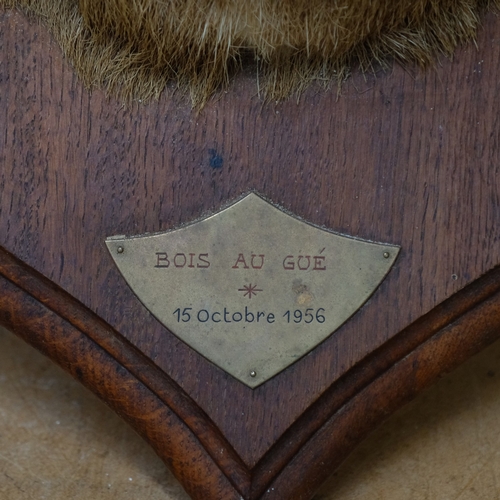 BOIS AU GUÉ
15 Octobre 1956